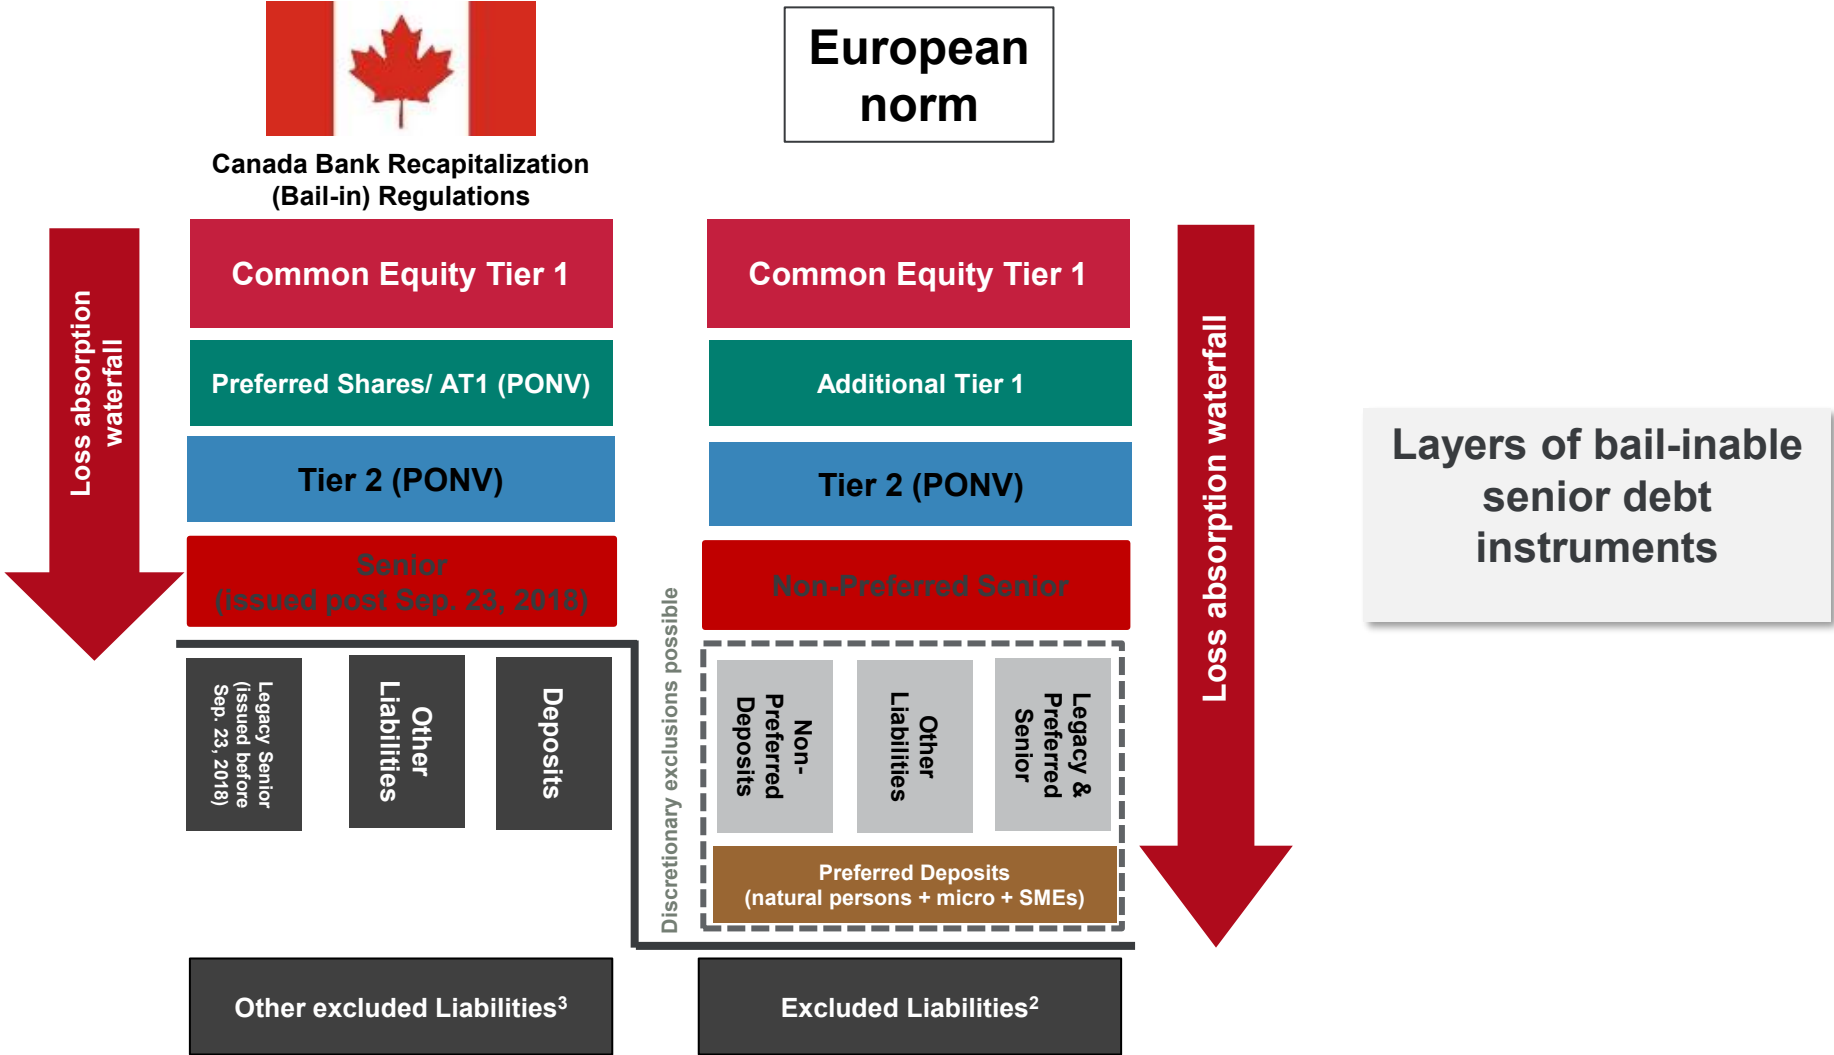 European
norm
Canada Bank Recapitalization
(Bail-in) Regulations
Loss absorption
waterfall
Common Equity Tier 1
Preferred Shares/ AT1 (PONV)
Tier 2 (PONV)
Senior
(issued post Sep. 23, 2018)
Legacy Senior
(issued before
Sep. 23, 2018)
Other
Liabilities
Deposits
Other excluded Liabilities³
Discretionary exclusions possible
Common Equity Tier 1
Additional Tier 1
Tier 2 (PONV)
Non-Preferred Senior
Non-
Preferred
Deposits
Other
Liabilities
Legacy &
Preferred
Senior
Preferred Deposits
(natural persons + micro + SMEs)
Excluded Liabilities²
Loss absorption waterfall
Layers of bail-inable
senior debt
instruments